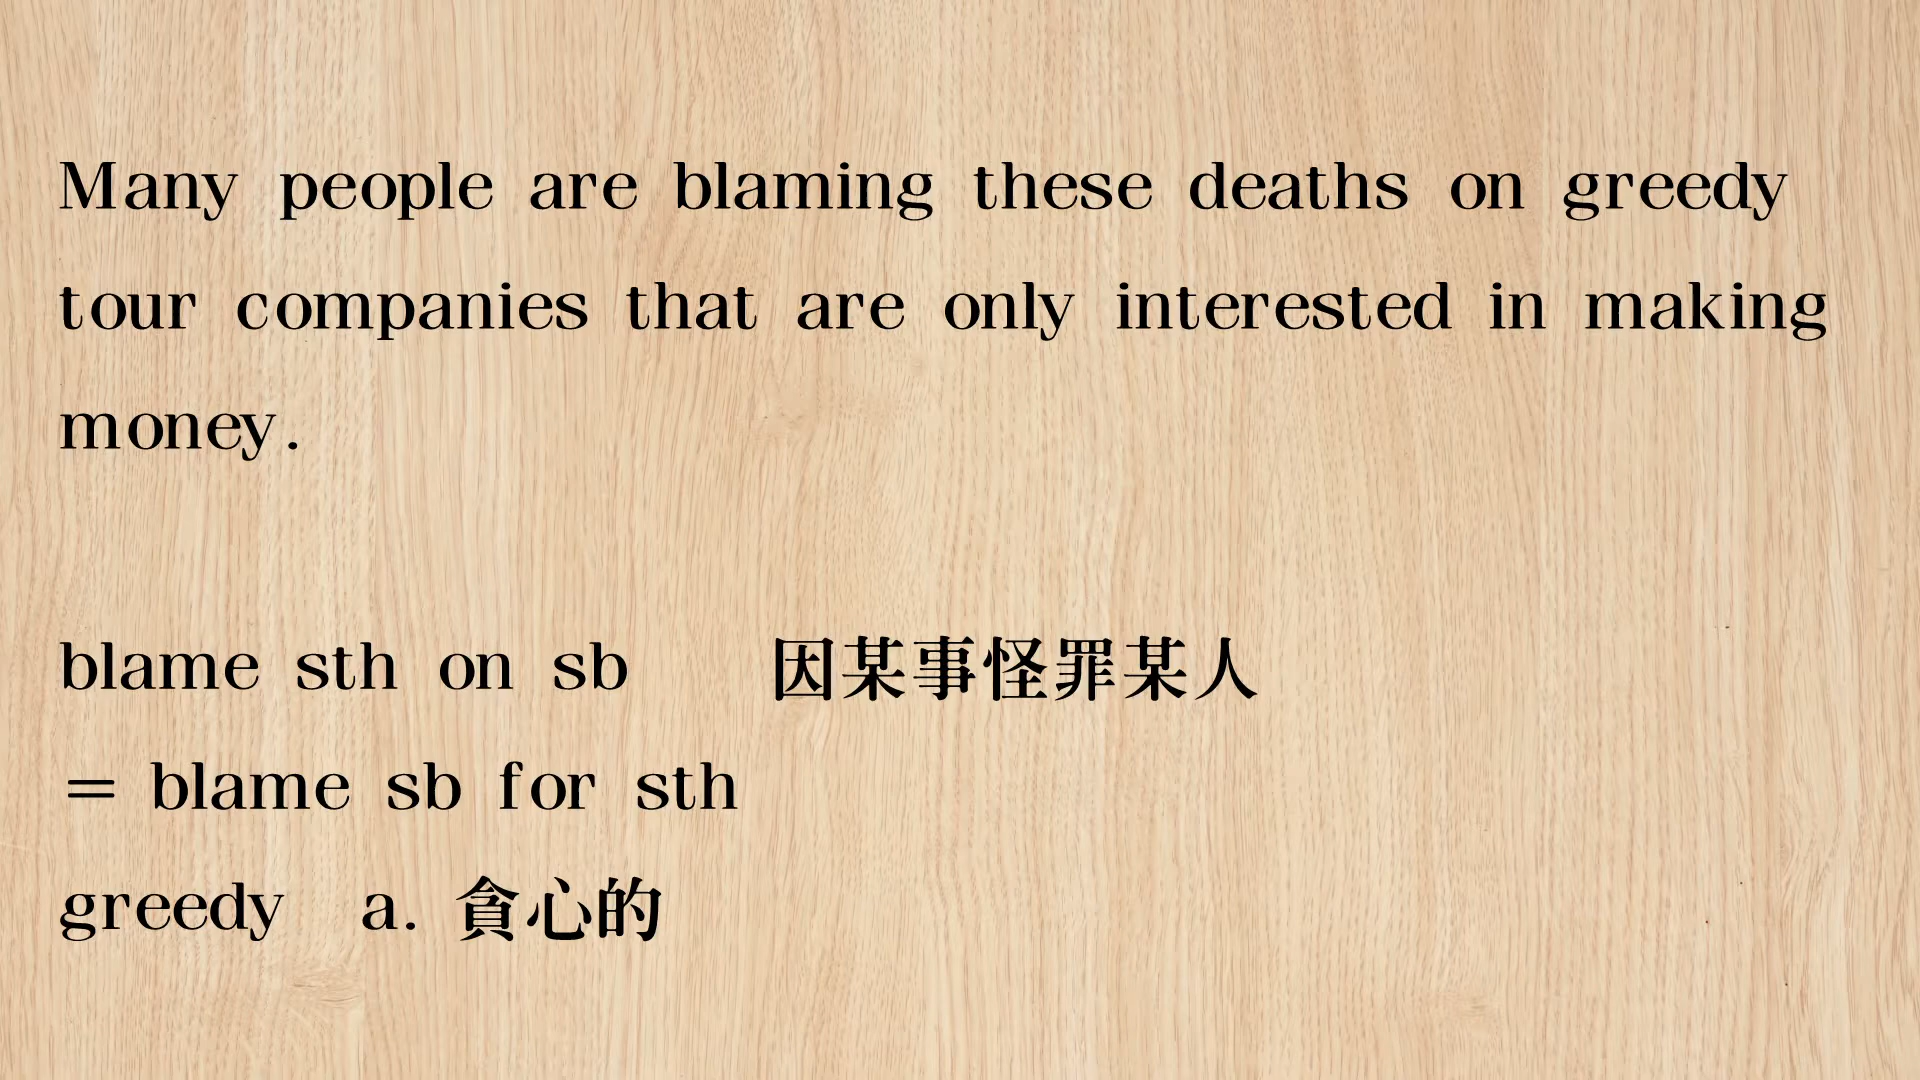 Many people are blaming these deaths on greedy
tour companies that are only interested in making
money.
blame sth on sb 因某事怪罪某人
= blame sb for sth
greedy a. 貪心的